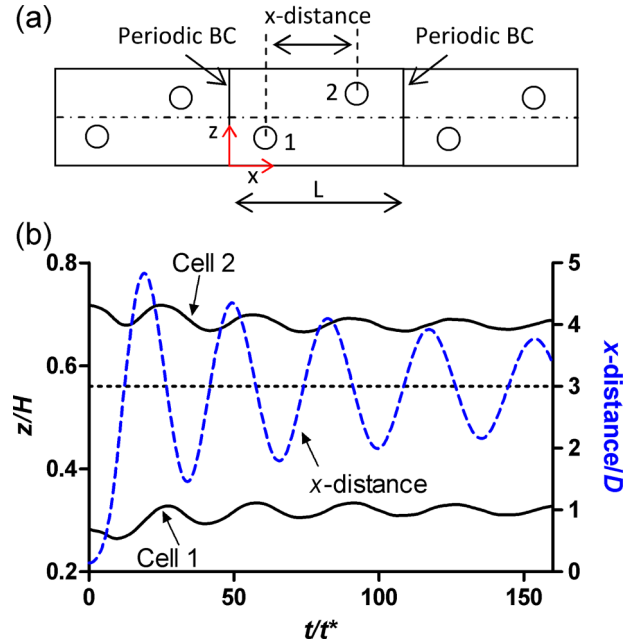 (a)
x-distance
Periodic BC
Periodic BC
2
z
1
x
L
(b)
0.8
5
Cell 2
4
0.6
3
z/H
x-distance/D
2
0.4
x-distance
1
Cell 1
0.2
0
0
50
100
150
t/t*